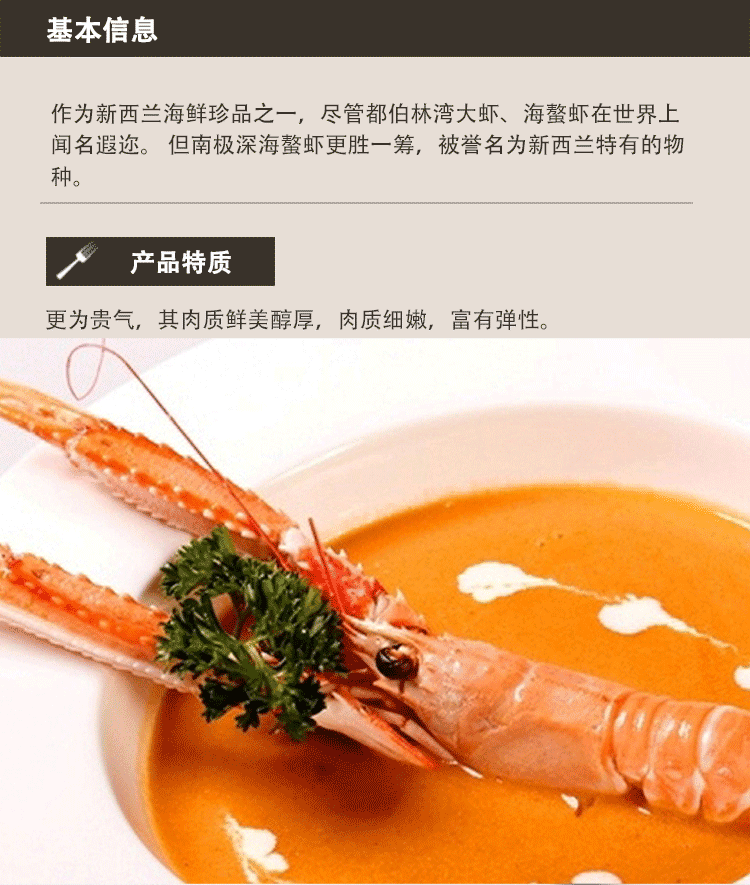 基本信息
作为新西兰海鲜珍品之一，尽管都伯林湾大虾、海螯虾在世界上
闻名遐迩。 但南极深海螯虾更胜一筹，被誉名为新西兰特有的物
种。
产品特质
更为贵气，其肉质鲜美醇厚，肉质细嫩，富有弹性。